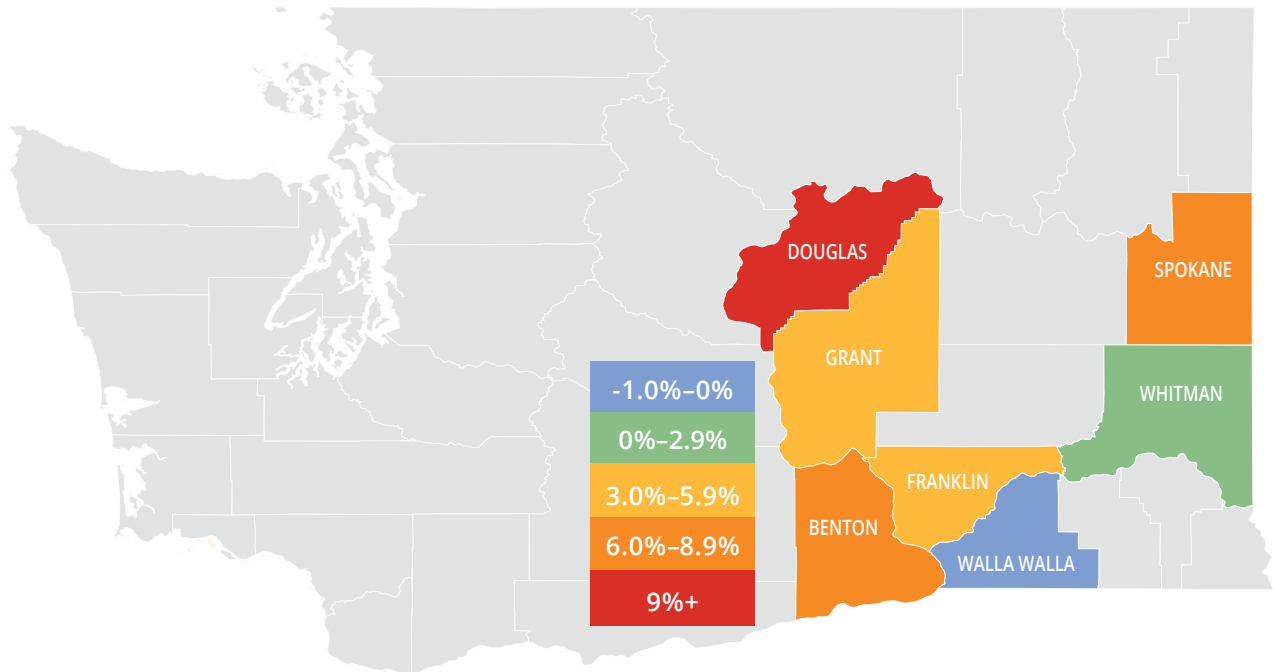 DOUGLAS
SPOKANE
GRANT
WHITMAN
FRANKLIN
BENTON
WALLA WALLA
-1.0%–0%
0%–2.9%
3.0%–5.9%
6.0%–8.9%
9%+